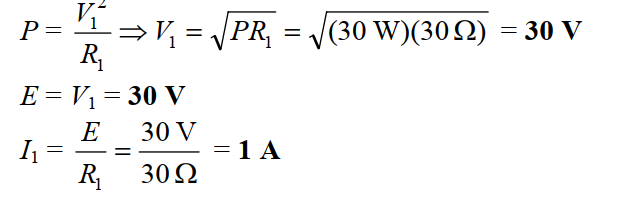 P = V₁²/R₁ ⇒ V₁ = √(PR₁) = √((30 W)(30 Ω)) = 30 V
E = V₁ = 30 V
I₁ = E/R₁ = 30 V/30 Ω = 1 A